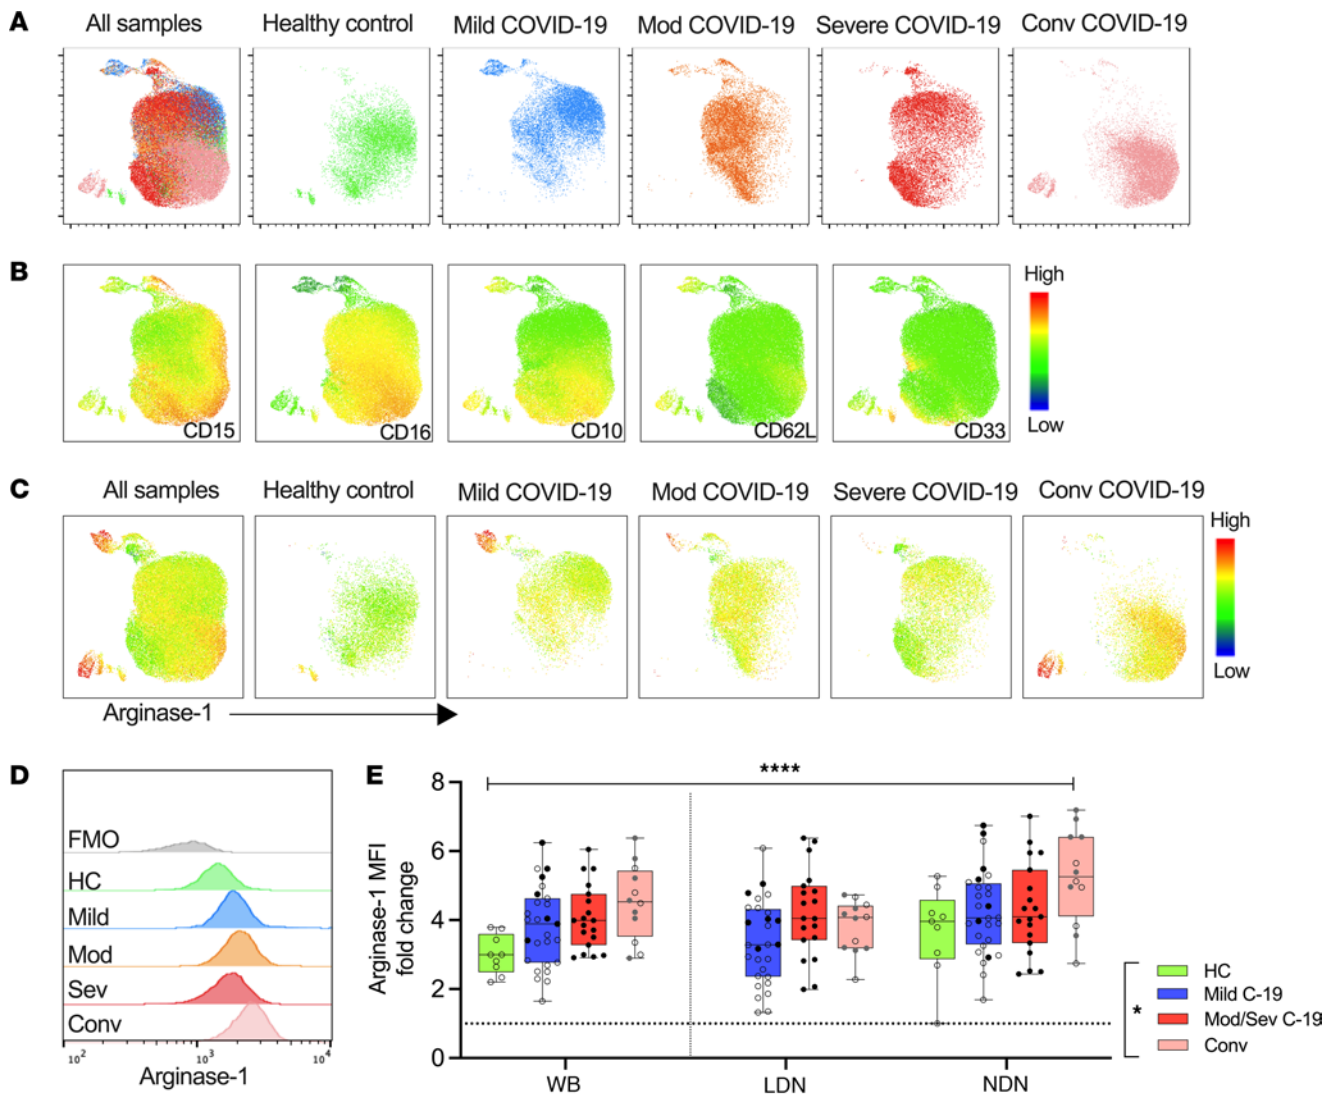 A
All samples
Healthy control
Mild COVID-19
Mod COVID-19
Severe COVID-19
Conv COVID-19
B
CD15
CD16
CD10
CD62L
CD33
High
Low
C
All samples
Healthy control
Mild COVID-19
Mod COVID-19
Severe COVID-19
Conv COVID-19
High
Low
Arginase-1
D
FMO
HC
Mild
Mod
Sev
Conv
10² 10³ 10⁴
Arginase-1
E
****
Arginase-1 MFI
fold change
8
6
4
2
0
WB LDN NDN
HC
Mild C-19
Mod/Sev C-19
Conv
*